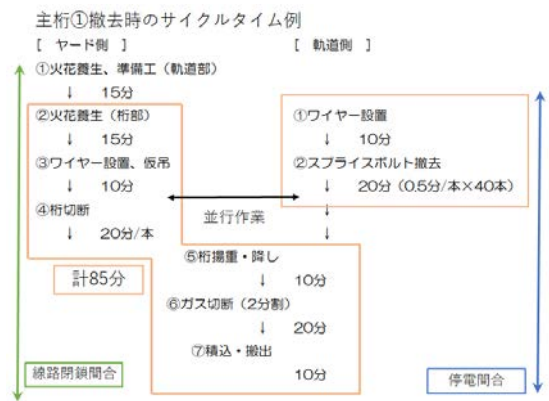 主桁①撤去時のサイクルタイム例
[ ヤード側 ]
[ 軌道側 ]
①火花養生、準備工（軌道部）
↓ 15分
②火花養生（桁部）
↓ 15分
③ワイヤー設置、仮吊
↓ 10分
④桁切断
↓ 20分/本
①ワイヤー設置
↓ 10分
②スプライスボルト撤去
↓ 20分（0.5分/本×40本）
↓
↓
並行作業
計85分
⑤桁揚重・降し
↓ 10分
⑥ガス切断（2分割）
↓ 20分
⑦積込・搬出
10分
線路閉鎖間合
停電間合